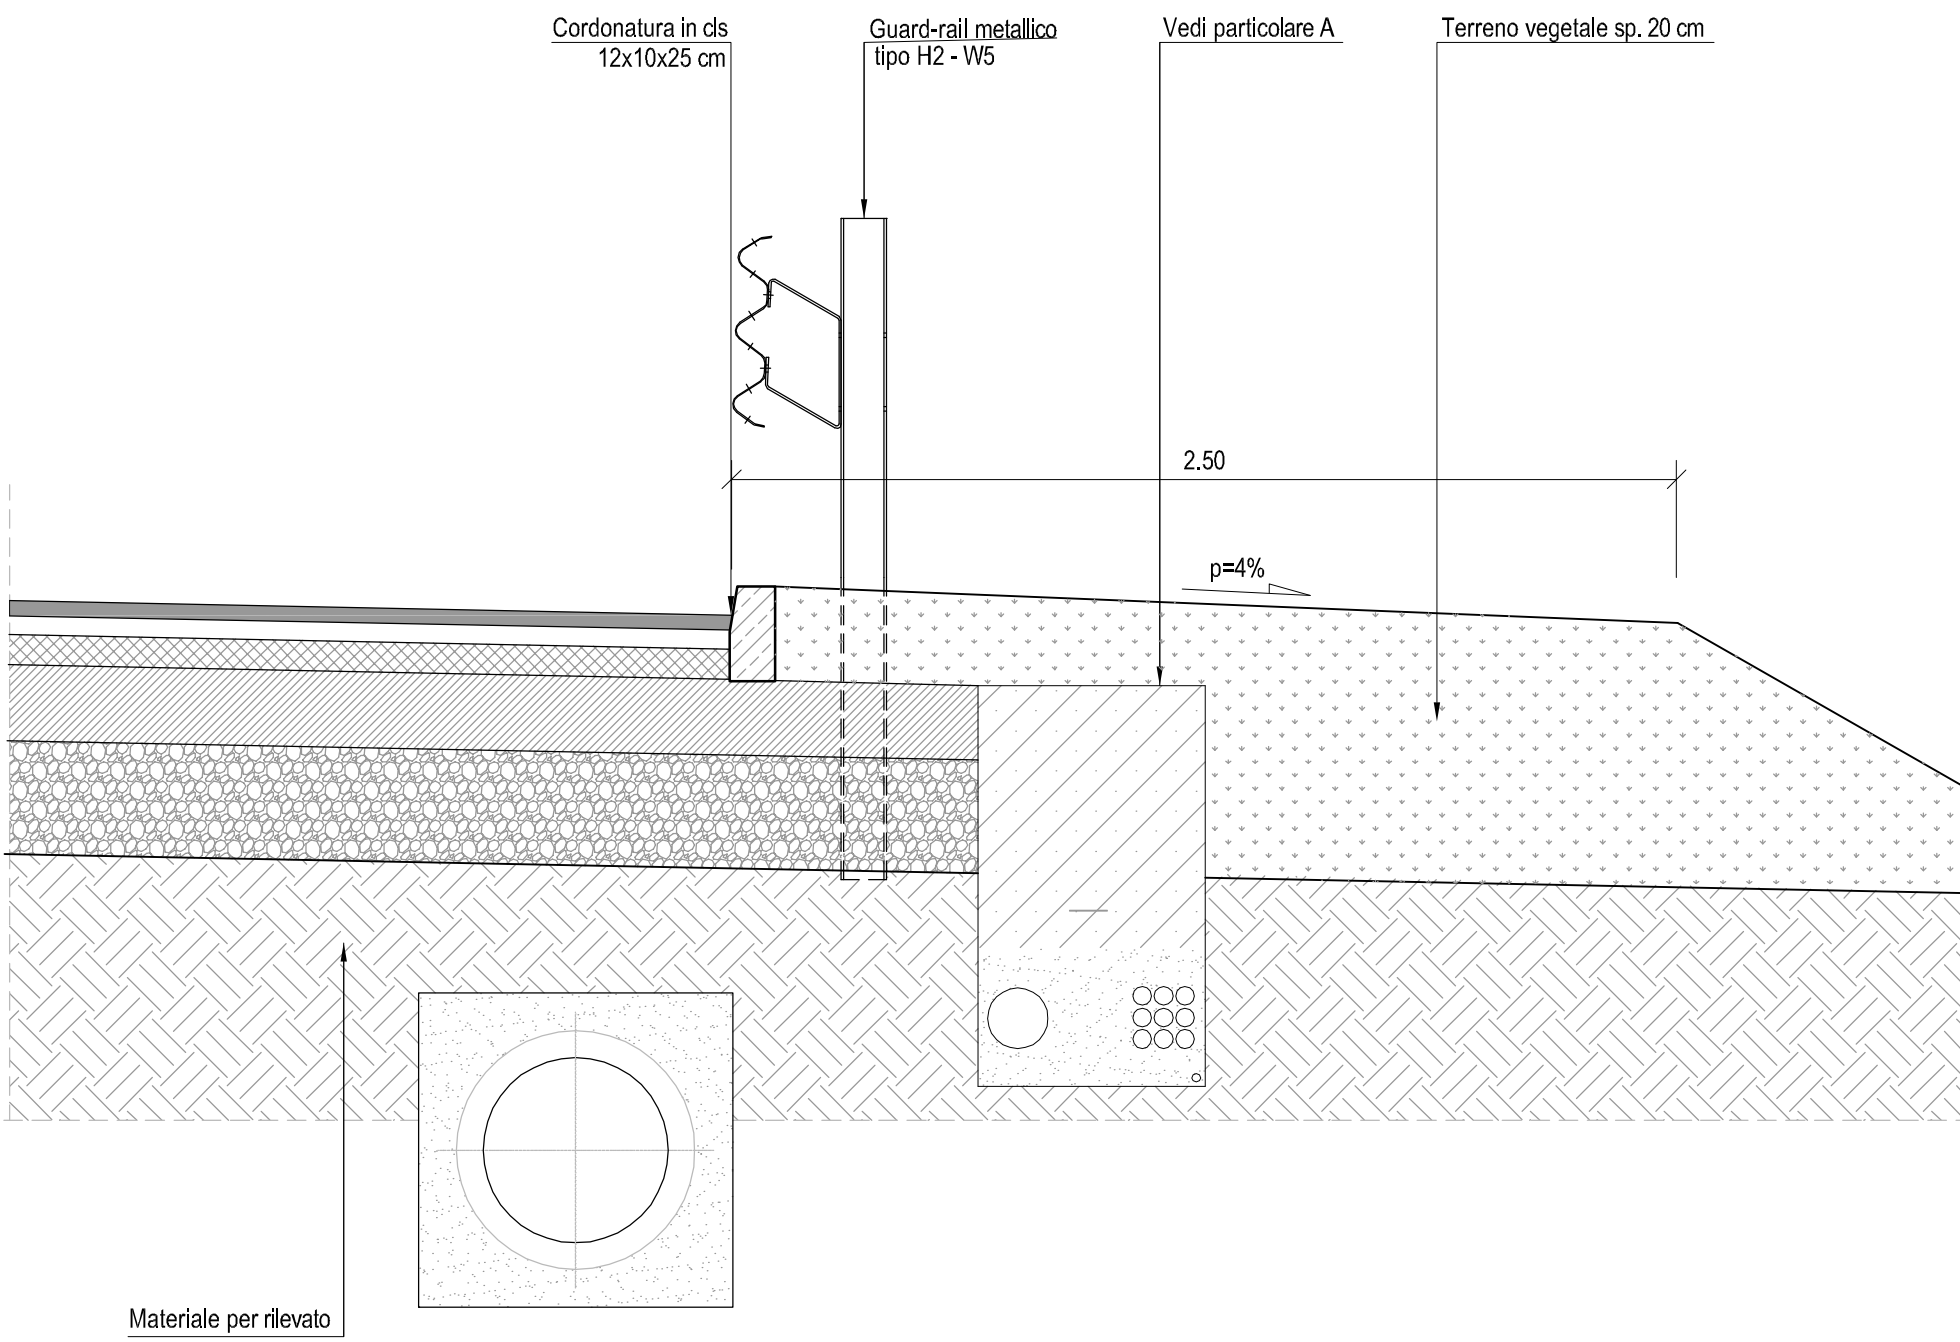 Cordonatura in cls
12x10x25 cm
Guard-rail metallico
tipo H2 - W5
Vedi particolare A
Terreno vegetale sp. 20 cm
2.50
p=4%
Materiale per rilevato